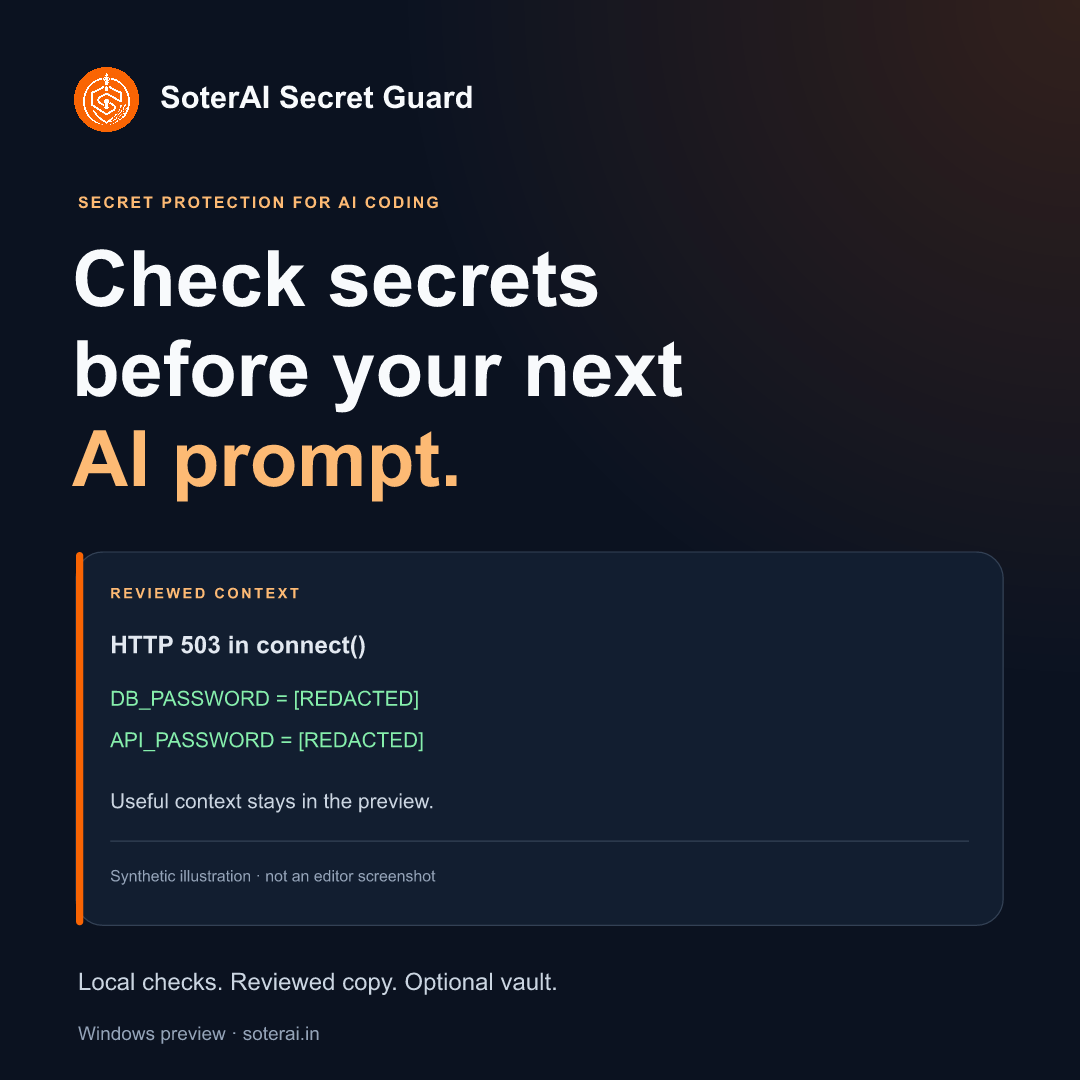 SoterAI Secret Guard
SECRET PROTECTION FOR AI CODING
Check secrets
before your next
AI prompt.
REVIEWED CONTEXT
HTTP 503 in connect()
DB_PASSWORD = [REDACTED]
API_PASSWORD = [REDACTED]
Useful context stays in the preview.
Synthetic illustration · not an editor screenshot
Local checks. Reviewed copy. Optional vault.
Windows preview · soterai.in